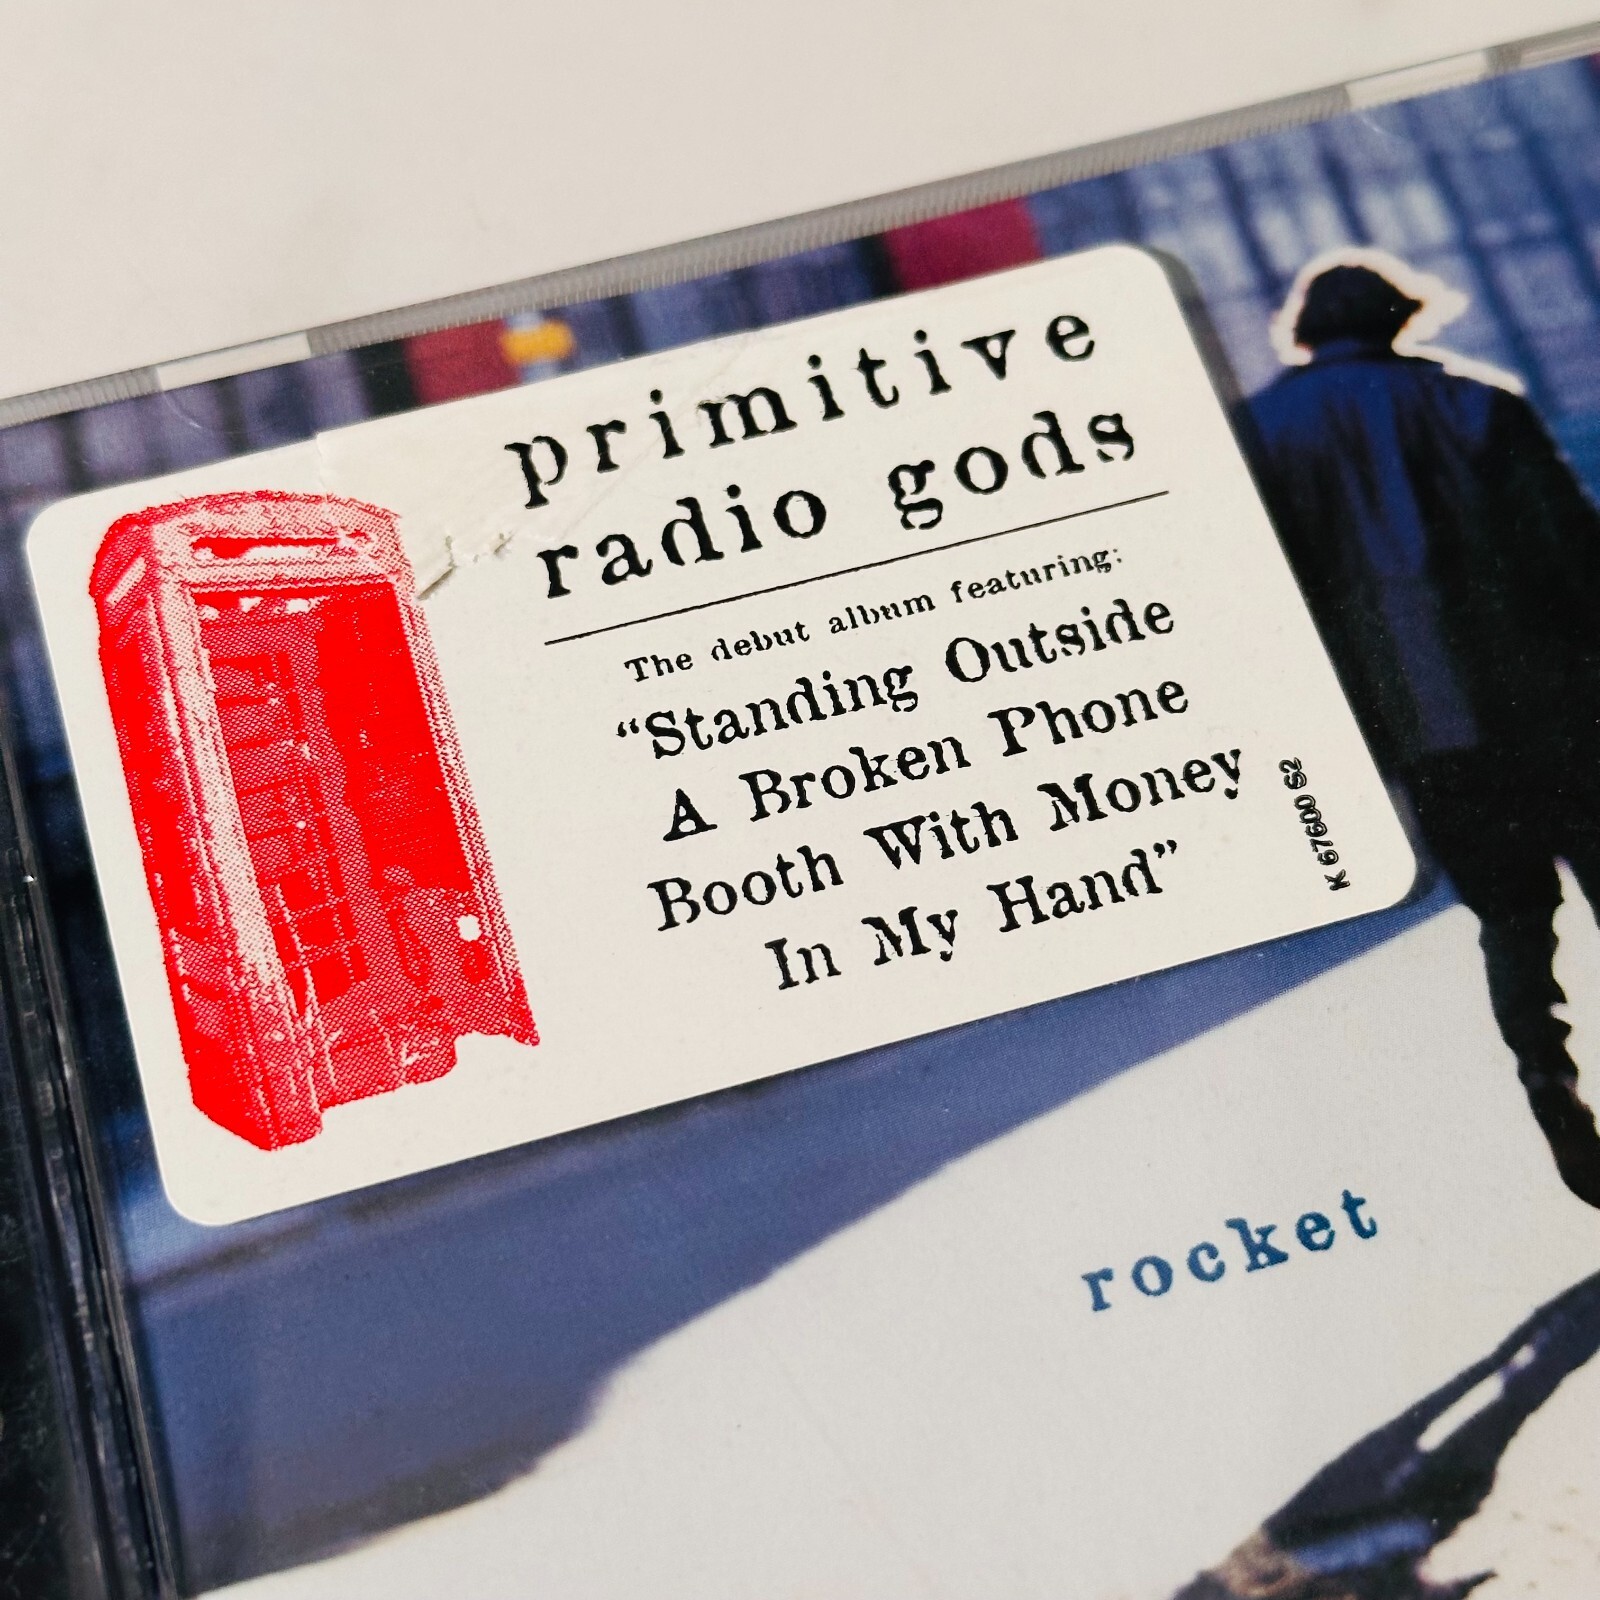 primitive
radio gods
The debut album featuring:
“Standing Outside
A Broken Phone
Booth With Money
In My Hand”
K 67600 S2
rocket